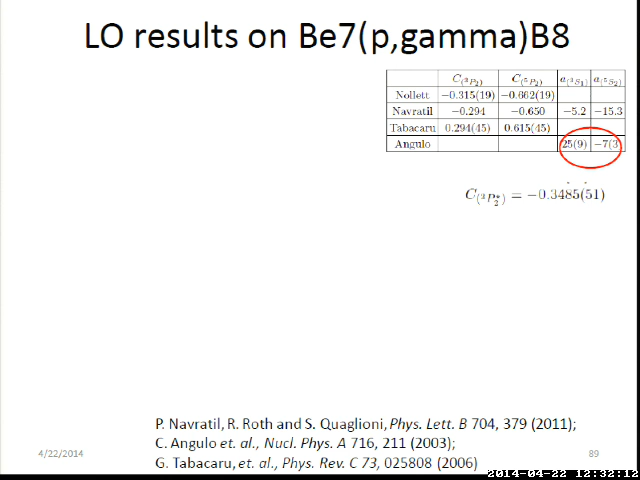 LO results on Be7(p,gamma)B8
C(³P₂) C(⁵P₂) a(³S₁) a(⁵S₂)
Nollett −0.315(19) −0.662(19)
Navratil −0.294 −0.650 −5.2 −15.3
Tabacaru 0.294(45) 0.615(45)
Angulo 25(9) −7(3
= −0.3485(51)
P. Navratil, R. Roth and S. Quaglioni, Phys. Lett. B 704, 379 (2011);
C. Angulo et. al., Nucl. Phys. A 716, 211 (2003);
G. Tabacaru, et. al., Phys. Rev. C 73, 025808 (2006)
4/22/2014
89
2014-04-22 12:32:12